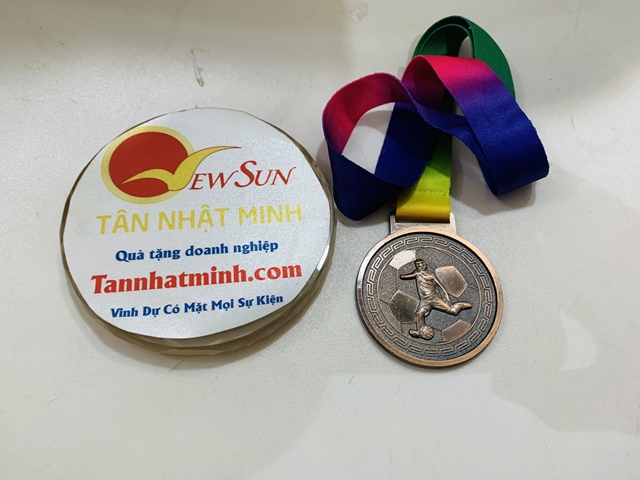 NEWSUN
TÂN NHẬT MINH
Quà tặng doanh nghiệp
Tannhatminh.com
Vinh Dự Có Mặt Mọi Sự Kiện